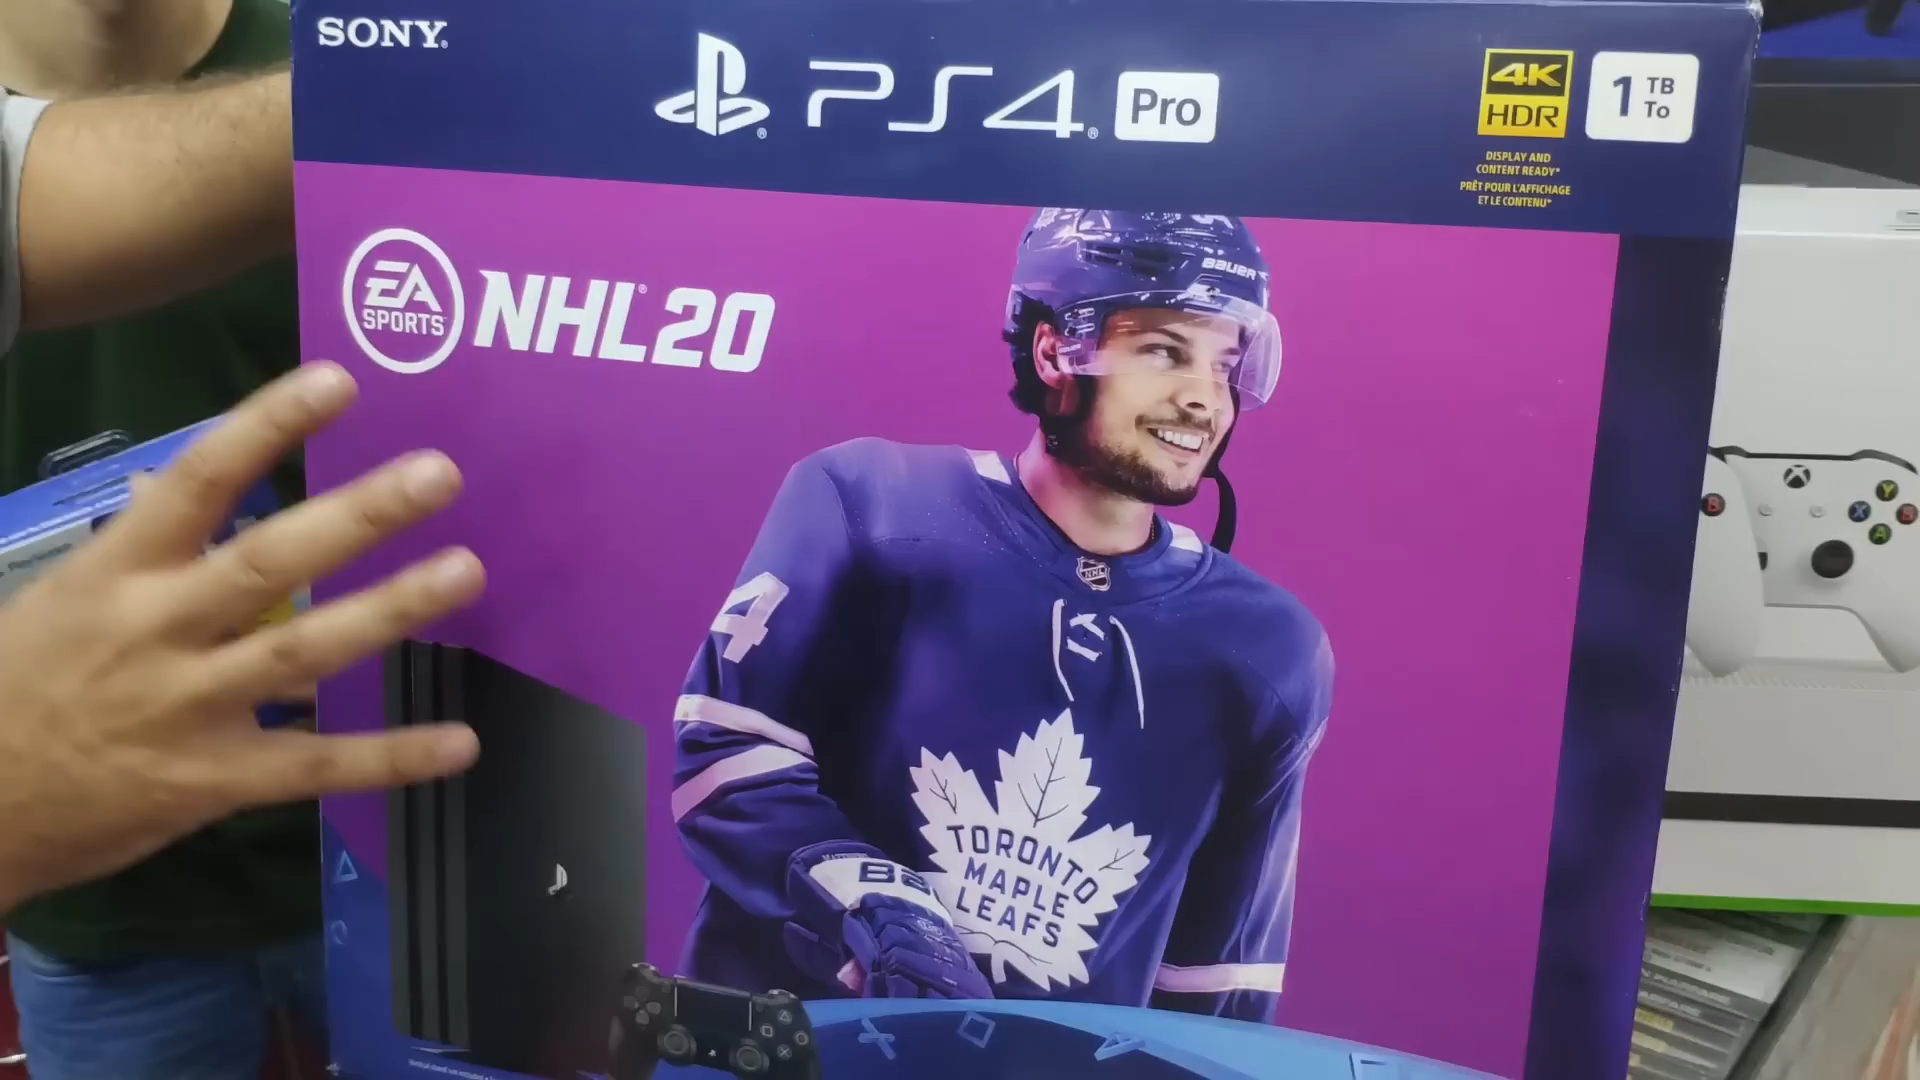 SONY
PS4 Pro
4K
HDR
1 TB
To
DISPLAY AND
CONTENT READY*
PRÊT POUR L'AFFICHAGE
ET LE CONTENU*
EA
SPORTS
NHL 20
BAUER
NHL
4
TORONTO
MAPLE
LEAFS
Ba
X
Y
B
X
B
A